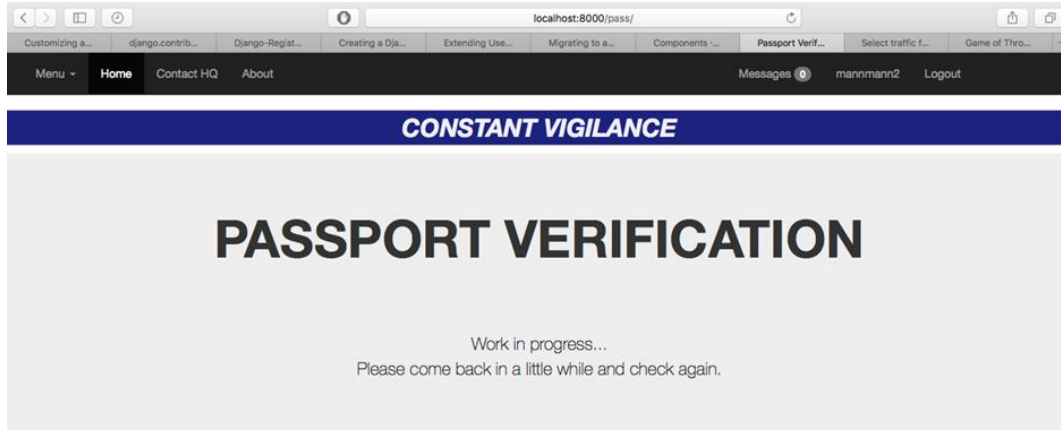 localhost:8000/pass/
Customizing a... django.contrib... Django-Regist... Creating a Dja... Extending Use... Migrating to a... Components -... Passport Verif... Select traffic f... Game of Thro...
Menu Home Contact HQ About Messages 0 mannmann2 Logout
CONSTANT VIGILANCE
PASSPORT VERIFICATION
Work in progress...
Please come back in a little while and check again.